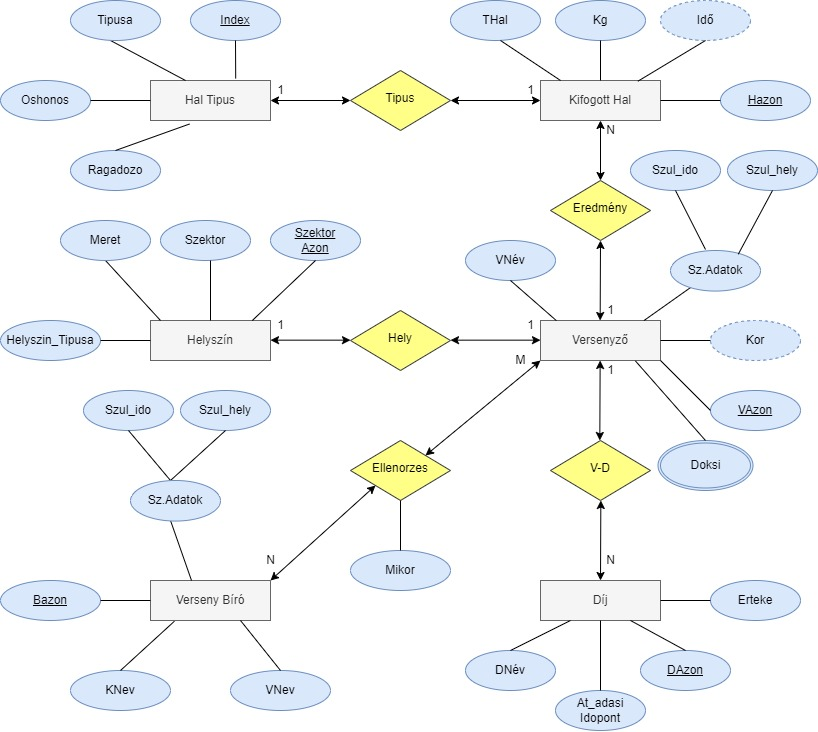 Tipusa
Index
THal
Kg
Idő
Oshonos
Hal Tipus
1
Tipus
1
Kifogott Hal
Hazon
N
Ragadozo
Szul_ido
Szul_hely
Eredmény
Meret
Szektor
Szektor
Azon
VNév
Sz.Adatok
1
Helyszin_Tipusa
Helyszín
1
Hely
1
Versenyző
Kor
M
1
Szul_ido
Szul_hely
VAzon
Sz.Adatok
Ellenorzes
V-D
Doksi
N
Mikor
N
Bazon
Verseny Bíró
Díj
Erteke
KNev
VNev
DNév
At_adasi
Idopont
DAzon